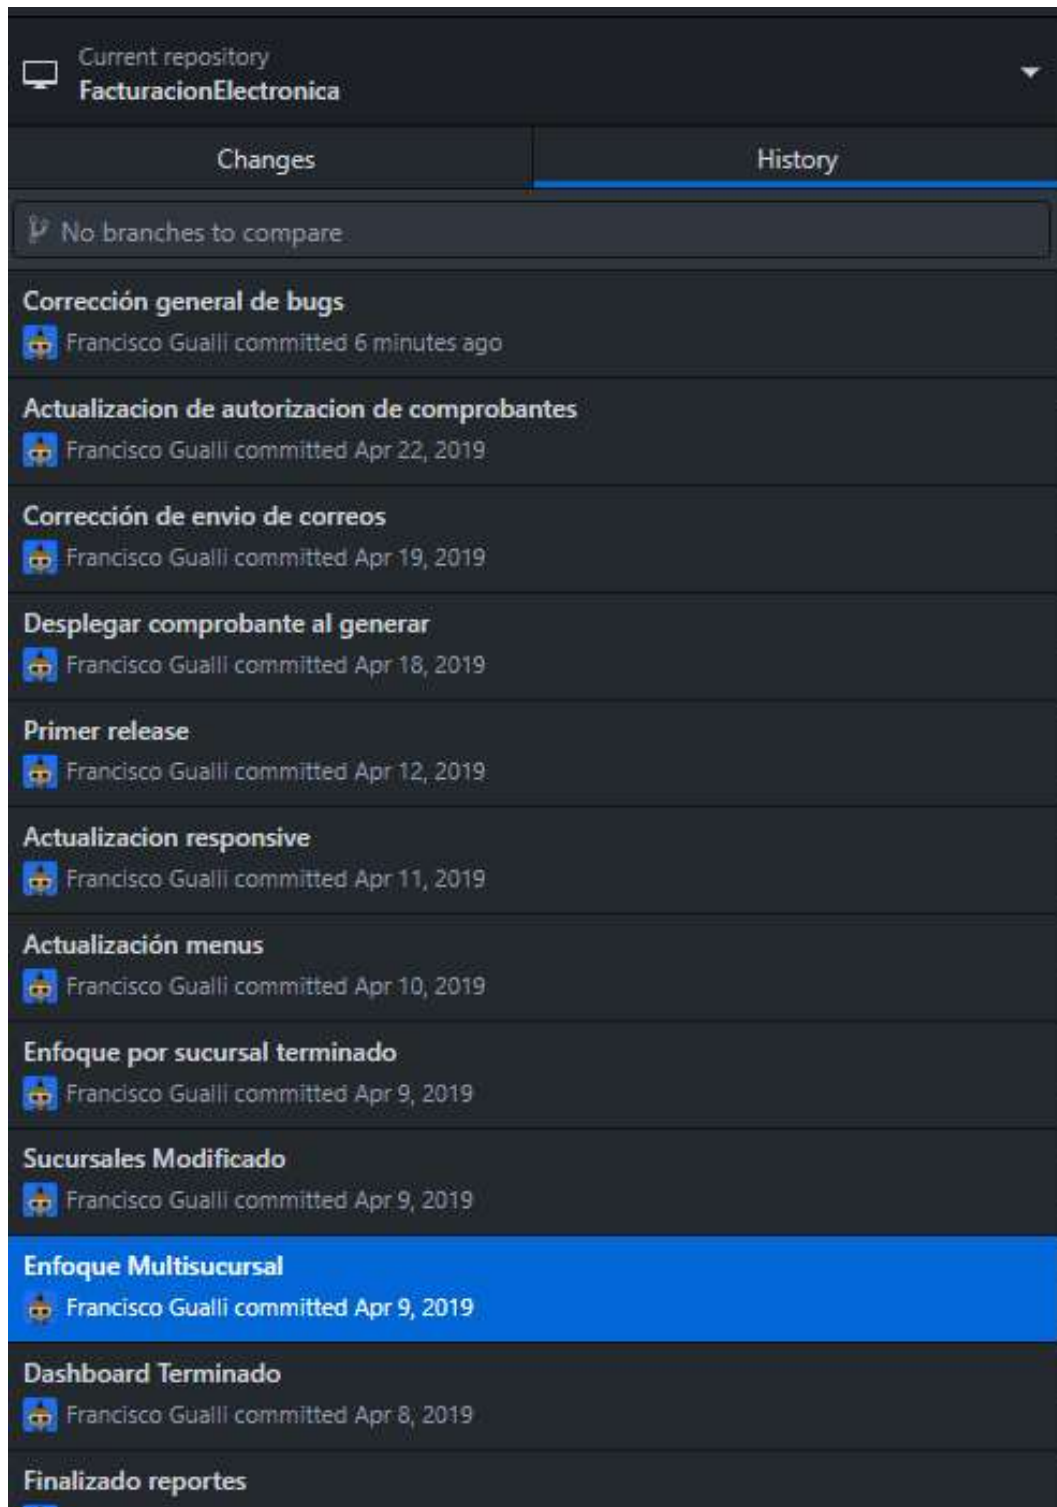 Current repository
FacturacionElectronica
Changes
History
No branches to compare
Corrección general de bugs
Francisco Gualli committed 6 minutes ago
Actualizacion de autorizacion de comprobantes
Francisco Gualli committed Apr 22, 2019
Corrección de envio de correos
Francisco Gualli committed Apr 19, 2019
Desplegar comprobante al generar
Francisco Gualli committed Apr 18, 2019
Primer release
Francisco Gualli committed Apr 12, 2019
Actualizacion responsive
Francisco Gualli committed Apr 11, 2019
Actualización menus
Francisco Gualli committed Apr 10, 2019
Enfoque por sucursal terminado
Francisco Gualli committed Apr 9, 2019
Sucursales Modificado
Francisco Gualli committed Apr 9, 2019
Enfoque Multisucursal
Francisco Gualli committed Apr 9, 2019
Dashboard Terminado
Francisco Gualli committed Apr 8, 2019
Finalizado reportes